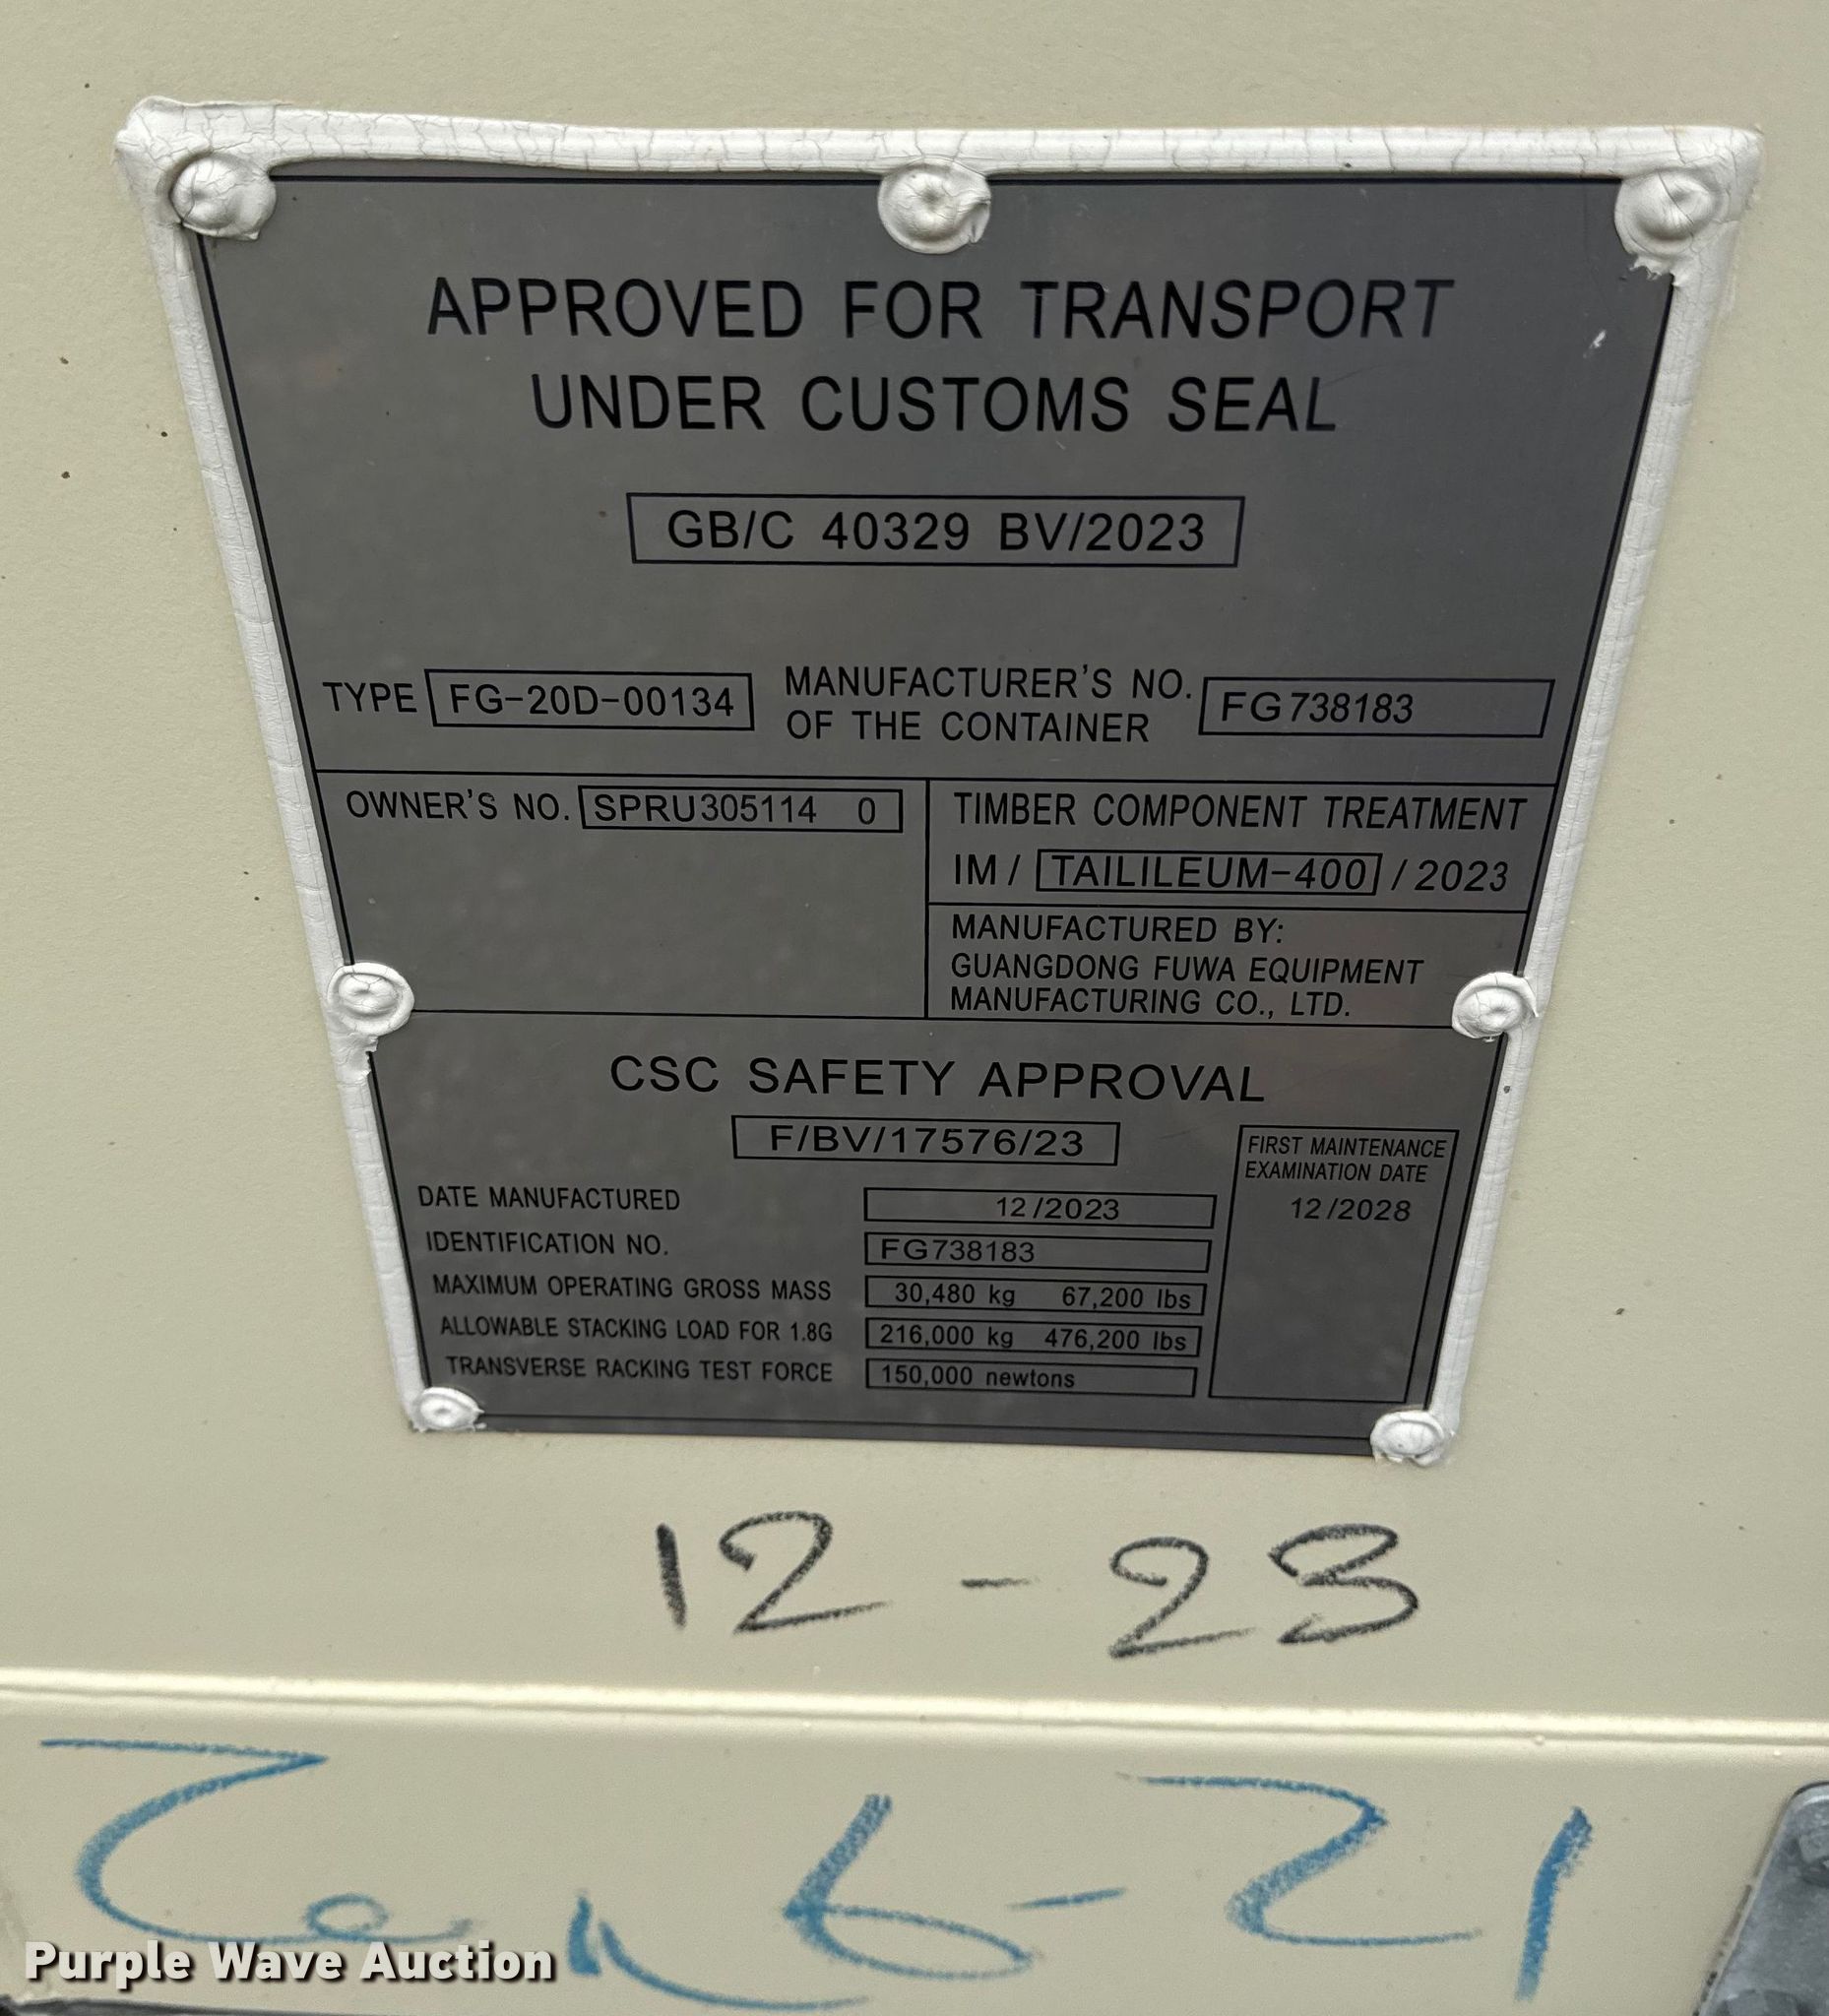 APPROVED FOR TRANSPORT
UNDER CUSTOMS SEAL
GB/C 40329 BV/2023
TYPE FG-20D-00134
MANUFACTURER'S NO.
OF THE CONTAINER
FG738183
OWNER'S NO. SPRU305114 0
TIMBER COMPONENT TREATMENT
IM / TAILILEUM-400 / 2023
MANUFACTURED BY:
GUANGDONG FUWA EQUIPMENT
MANUFACTURING CO., LTD.
CSC SAFETY APPROVAL
F/BV/17576/23
DATE MANUFACTURED 12/2023
IDENTIFICATION NO. FG738183
MAXIMUM OPERATING GROSS MASS 30,480 kg 67,200 lbs
ALLOWABLE STACKING LOAD FOR 1.8G 216,000 kg 476,200 lbs
TRANSVERSE RACKING TEST FORCE 150,000 newtons
FIRST MAINTENANCE
EXAMINATION DATE
12/2028
12-23
6-21
Purple Wave Auction